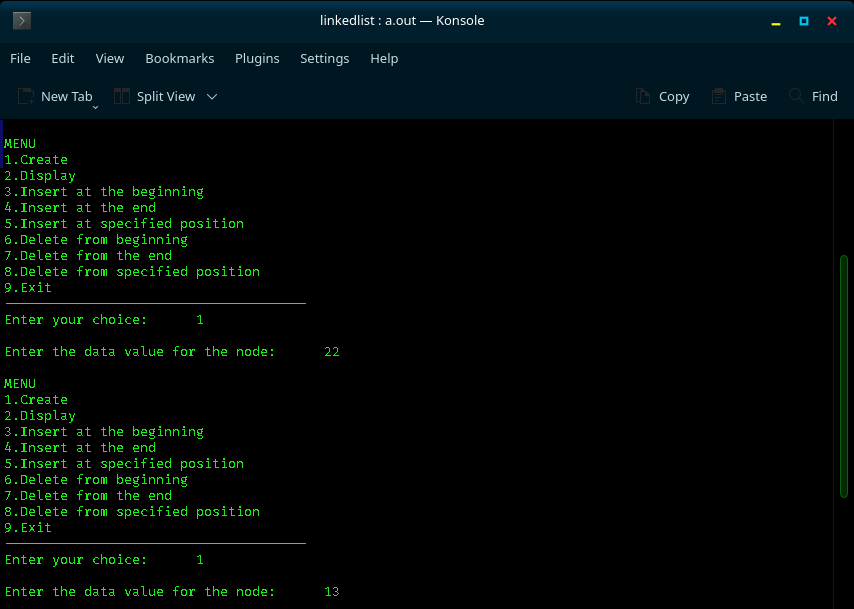 linkedlist : a.out — Konsole
File Edit View Bookmarks Plugins Settings Help
New Tab Split View Copy Paste Find
MENU
1.Create
2.Display
3.Insert at the beginning
4.Insert at the end
5.Insert at specified position
6.Delete from beginning
7.Delete from the end
8.Delete from specified position
9.Exit
Enter your choice: 1
Enter the data value for the node: 22
MENU
1.Create
2.Display
3.Insert at the beginning
4.Insert at the end
5.Insert at specified position
6.Delete from beginning
7.Delete from the end
8.Delete from specified position
9.Exit
Enter your choice: 1
Enter the data value for the node: 13